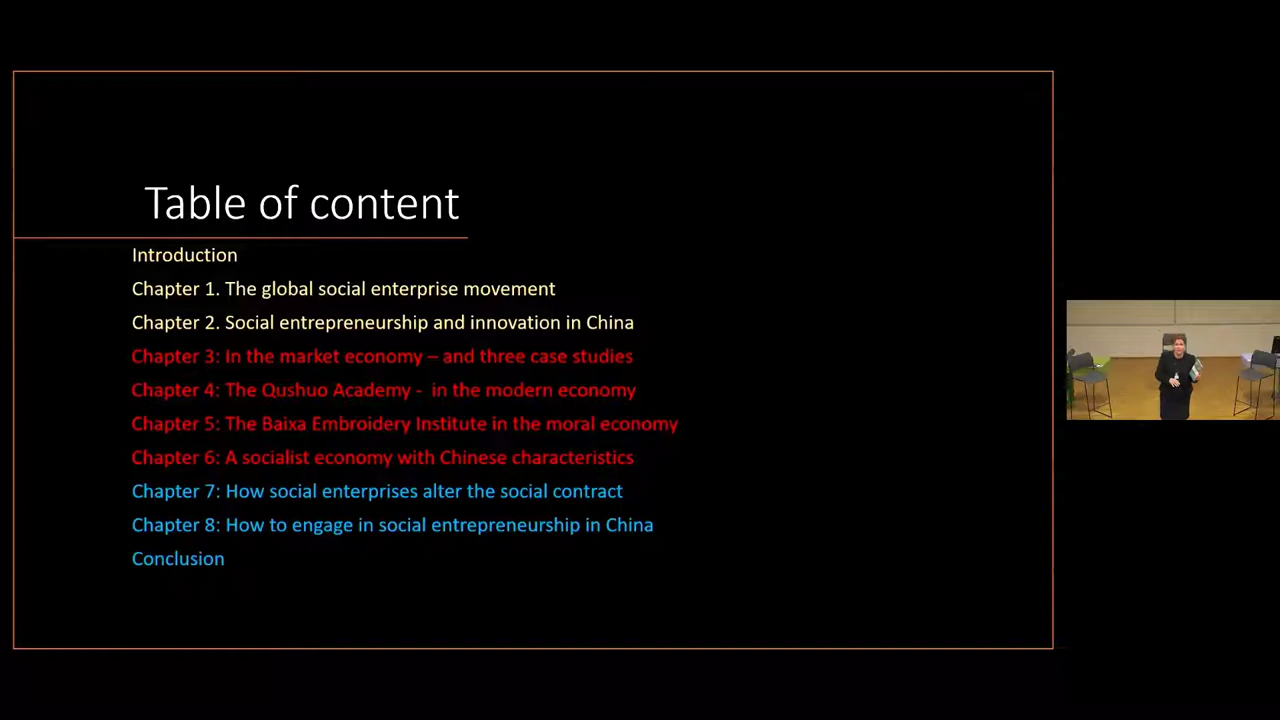 Table of content
Introduction
Chapter 1. The global social enterprise movement
Chapter 2. Social entrepreneurship and innovation in China
Chapter 3: In the market economy – and three case studies
Chapter 4: The Qushuo Academy - in the modern economy
Chapter 5: The Baixa Embroidery Institute in the moral economy
Chapter 6: A socialist economy with Chinese characteristics
Chapter 7: How social enterprises alter the social contract
Chapter 8: How to engage in social entrepreneurship in China
Conclusion